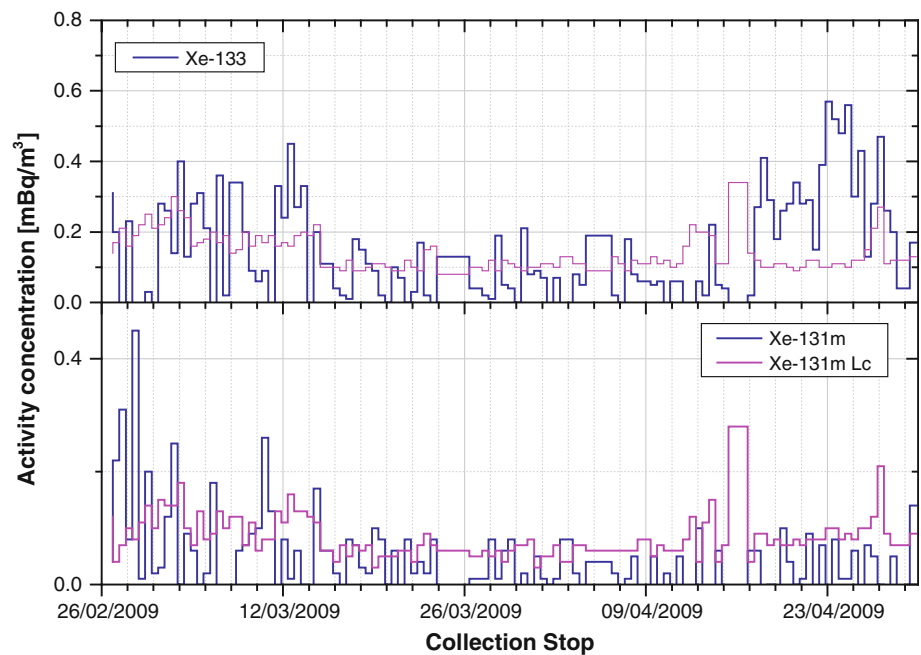 0.8
Xe-133
0.6
0.4
0.2
0.0
Activity concentration [mBq/m³]
Xe-131m
Xe-131m Lc
0.4
0.0
26/02/2009 12/03/2009 26/03/2009 09/04/2009 23/04/2009
Collection Stop